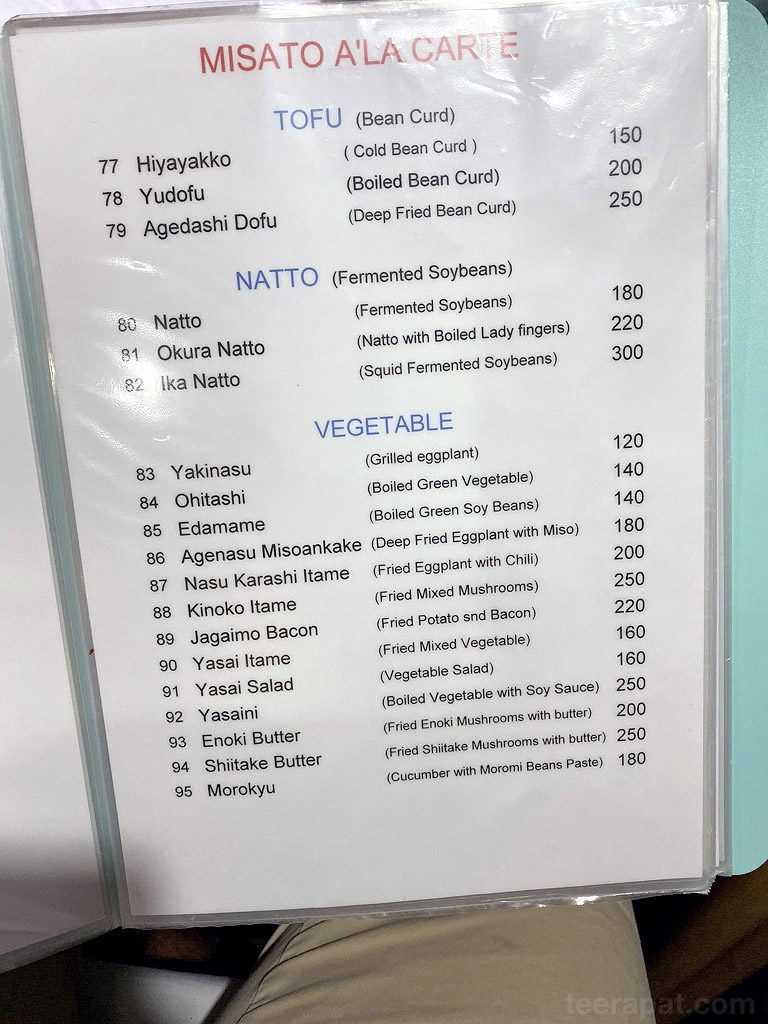 MISATO A'LA CARTE
TOFU (Bean Curd)
77 Hiyayakko ( Cold Bean Curd ) 150
78 Yudofu (Boiled Bean Curd) 200
79 Agedashi Dofu (Deep Fried Bean Curd) 250
NATTO (Fermented Soybeans)
80 Natto (Fermented Soybeans) 180
81 Okura Natto (Natto with Boiled Lady fingers) 220
82 Ika Natto (Squid Fermented Soybeans) 300
VEGETABLE
83 Yakinasu (Grilled eggplant) 120
84 Ohitashi (Boiled Green Vegetable) 140
85 Edamame (Boiled Green Soy Beans) 140
86 Agenasu Misoankake (Deep Fried Eggplant with Miso) 180
87 Nasu Karashi Itame (Fried Eggplant with Chili) 200
88 Kinoko Itame (Fried Mixed Mushrooms) 250
89 Jagaimo Bacon (Fried Potato snd Bacon) 220
90 Yasai Itame (Fried Mixed Vegetable) 160
91 Yasai Salad (Vegetable Salad) 160
92 Yasaini (Boiled Vegetable with Soy Sauce) 250
93 Enoki Butter (Fried Enoki Mushrooms with butter) 200
94 Shiitake Butter (Fried Shiitake Mushrooms with butter) 250
95 Morokyu (Cucumber with Moromi Beans Paste) 180
teerapat.com